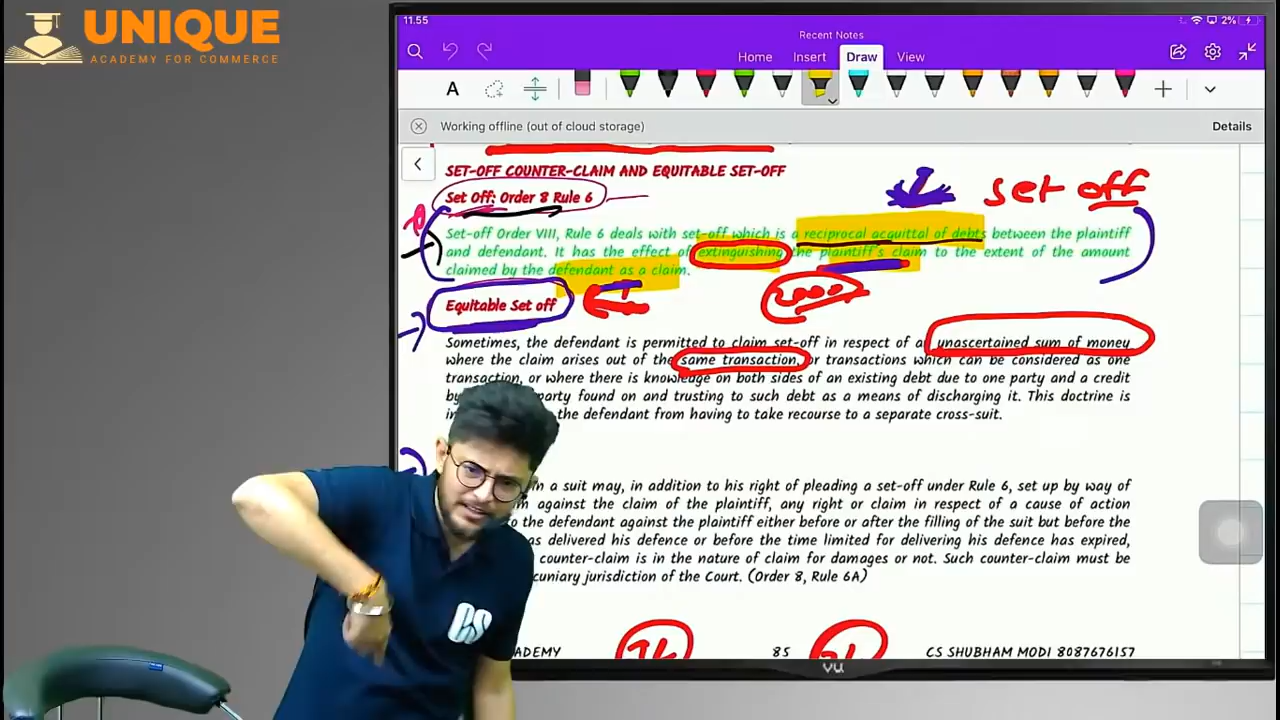 UNIQUE
ACADEMY FOR COMMERCE
11.55
2%
Recent Notes
Home Insert Draw View
A
Working offline (out of cloud storage)
Details
SET-OFF COUNTER-CLAIM AND EQUITABLE SET-OFF
Set Off: Order 8 Rule 6
set off
Set-off Order VIII, Rule 6 deals with set-off which is a reciprocal acquittal of debts between the plaintiff
and defendant. It has the effect of extinguishing the plaintiff's claim to the extent of the amount
claimed by the defendant as a claim.
Equitable Set off
2000
Sometimes, the defendant is permitted to claim set-off in respect of an unascertained sum of money
where the claim arises out of the same transaction, or transactions which can be considered as one
transaction, or where there is knowledge on both sides of an existing debt due to one party and a credit
party found on and trusting to such debt as a means of discharging it. This doctrine is
the defendant from having to take recourse to a separate cross-suit.
in a suit may, in addition to his right of pleading a set-off under Rule 6, set up by way of
against the claim of the plaintiff, any right or claim in respect of a cause of action
the defendant against the plaintiff either before or after the filling of the suit but before the
delivered his defence or before the time limited for delivering his defence has expired,
counter-claim is in the nature of claim for damages or not. Such counter-claim must be
jurisdiction of the Court. (Order 8, Rule 6A)
85
CS SHUBHAM MODI 8087676157
CS
VU